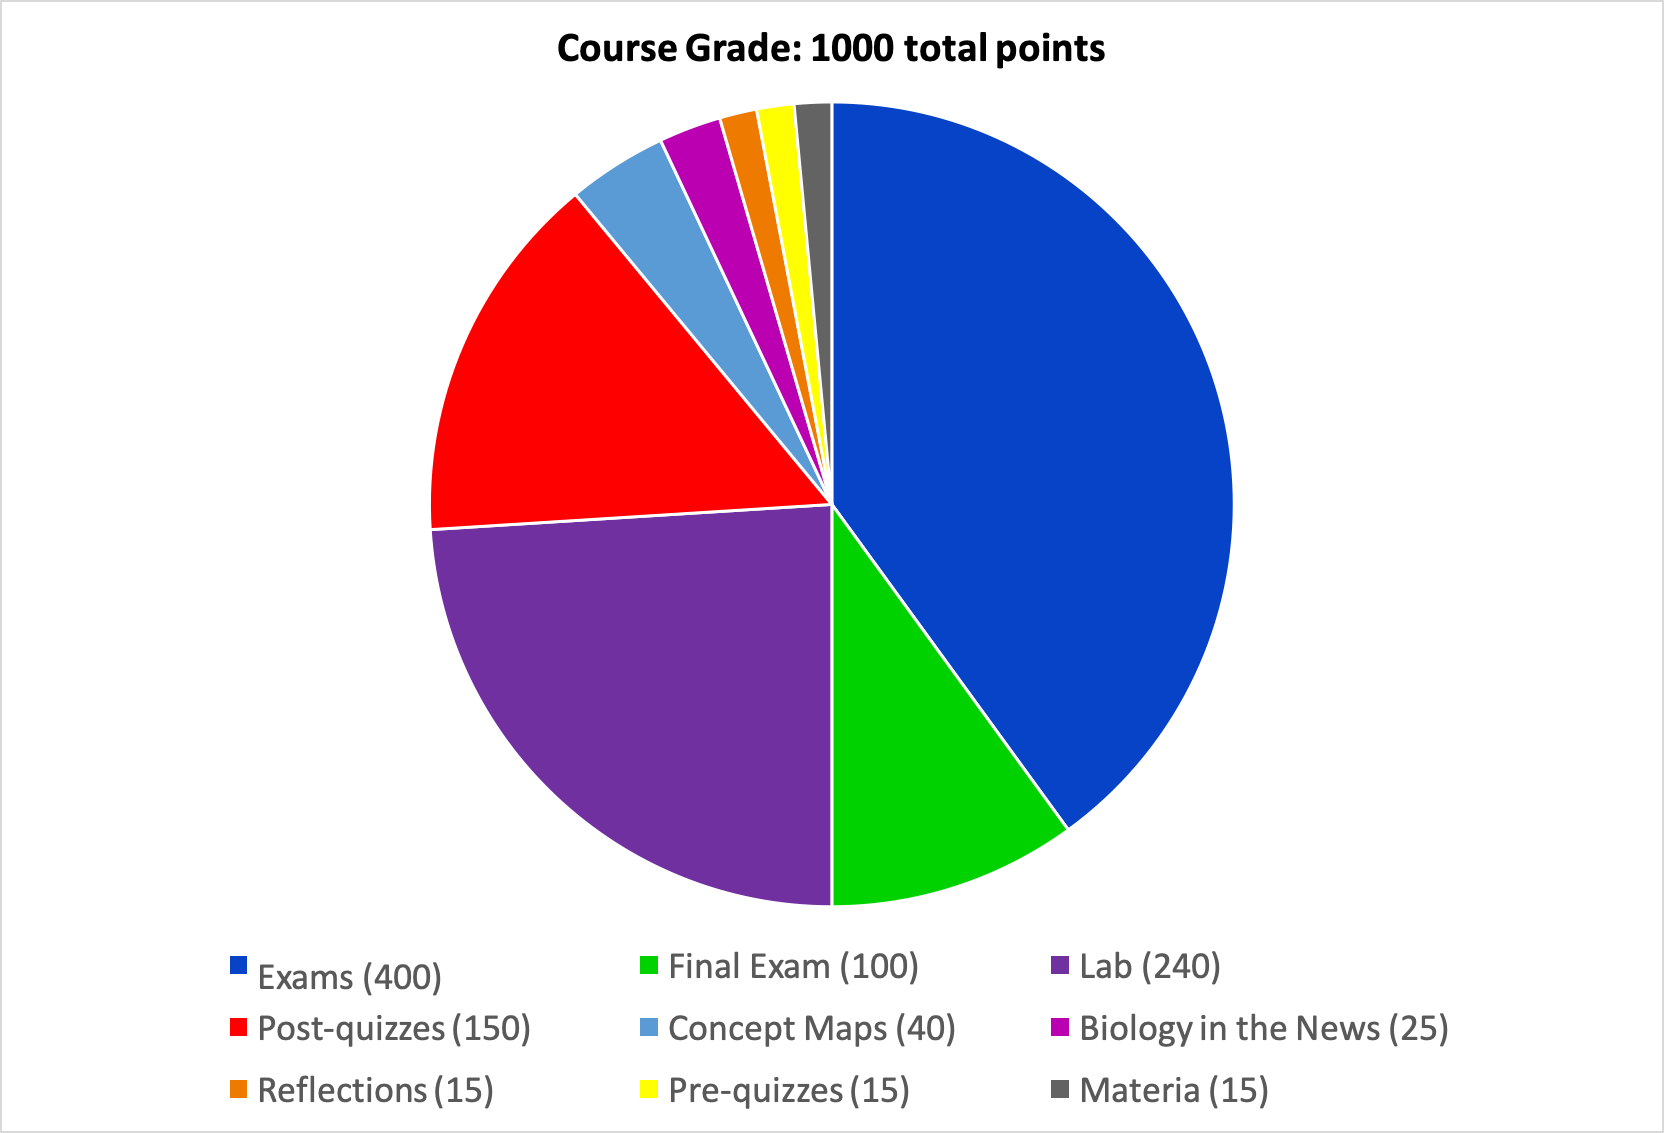 Course Grade: 1000 total points
Exams (400)
Final Exam (100)
Lab (240)
Post-quizzes (150)
Concept Maps (40)
Biology in the News (25)
Reflections (15)
Pre-quizzes (15)
Materia (15)